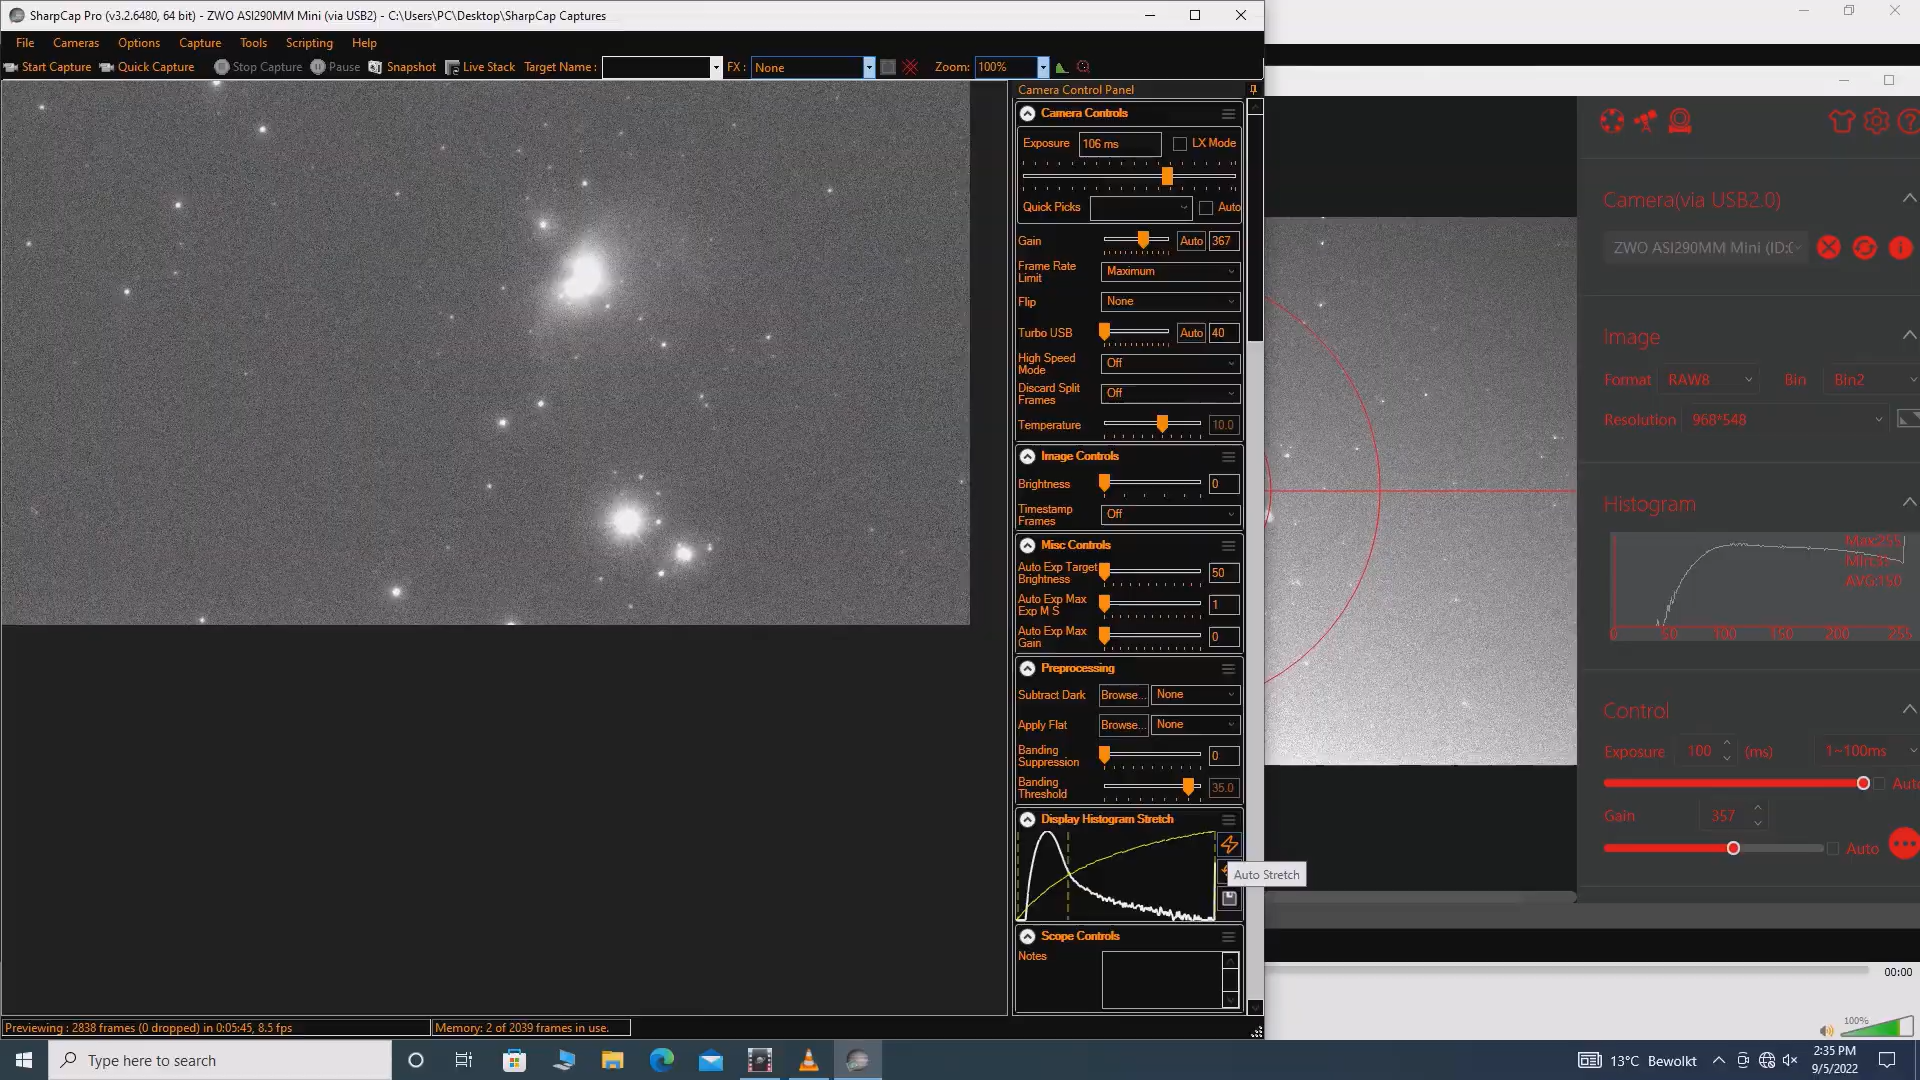 SharpCap Pro (v3.2.6480, 64 bit) - ZWO ASI290MM Mini (via USB2) - C:\Users\PC\Desktop\SharpCap Captures
File Cameras Options Capture Tools Scripting Help
Start Capture Quick Capture Stop Capture Pause Snapshot Live Stack Target Name : FX : None Zoom: 100%
Camera Control Panel
Camera Controls
Exposure 106 ms LX Mode
Quick Picks Auto
Gain Auto 367
Frame Rate
Limit Maximum
Flip None
Turbo USB Auto 40
High Speed
Mode Off
Discard Split
Frames Off
Temperature 10.0
Image Controls
Brightness 0
Timestamp
Frames Off
Misc Controls
Auto Exp Target
Brightness 50
Auto Exp Max
Exp M S 1
Auto Exp Max
Gain 0
Preprocessing
Subtract Dark Browse... None
Apply Flat Browse... None
Banding
Suppression 0
Banding
Threshold 35.0
Display Histogram Stretch
Auto Stretch
Scope Controls
Notes
Previewing : 2838 frames (0 dropped) in 0:05:45, 8.5 fps Memory: 2 of 2039 frames in use.
Camera(via USB2.0)
ZWO ASI290MM Mini (ID:
Image
Format RAW8 Bin Bin2
Resolution 968*548
Histogram
Max:255
AVG:150
0 50 100 150 200 255
Control
Exposure 100 (ms) 1~100ms
Auto
Gain 357
Auto
00:00
100%
Type here to search
13°C Bewolkt
2:35 PM
9/5/2022